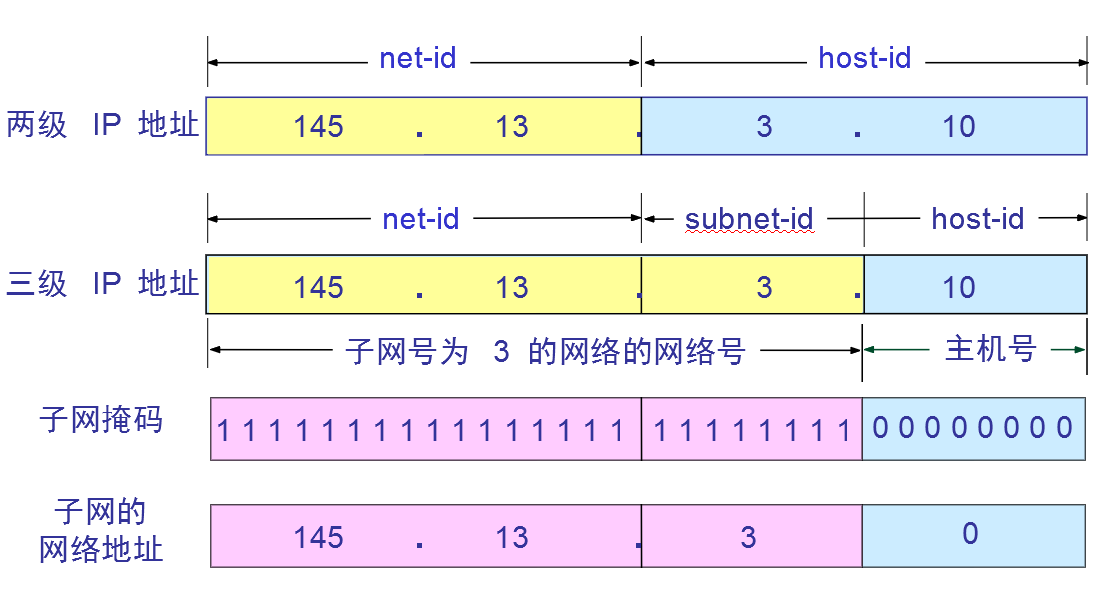 net-id host-id
两级 IP 地址 145 . 13 . 3 . 10
net-id subnet-id host-id
三级 IP 地址 145 . 13 . 3 . 10
子网号为 3 的网络的网络号 主机号
子网掩码 1 1 1 1 1 1 1 1 1 1 1 1 1 1 1 1 1 1 1 1 1 1 1 1 0 0 0 0 0 0 0 0
子网的
网络地址 145 . 13 . 3 0